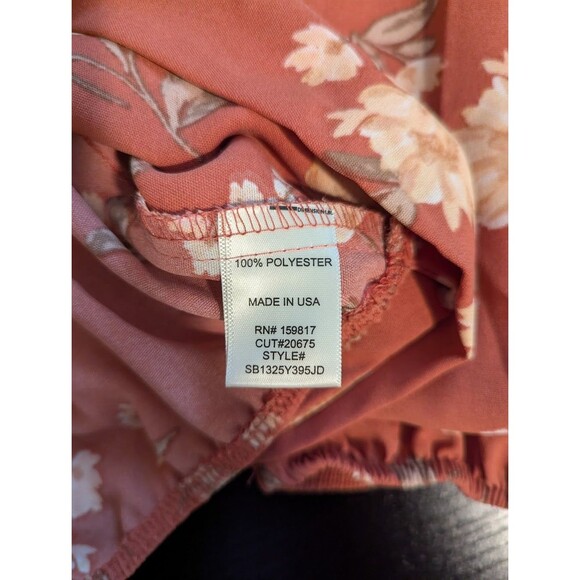 100% POLYESTER
MADE IN USA
RN# 159817
CUT#20675
STYLE#
SB1325Y395JD